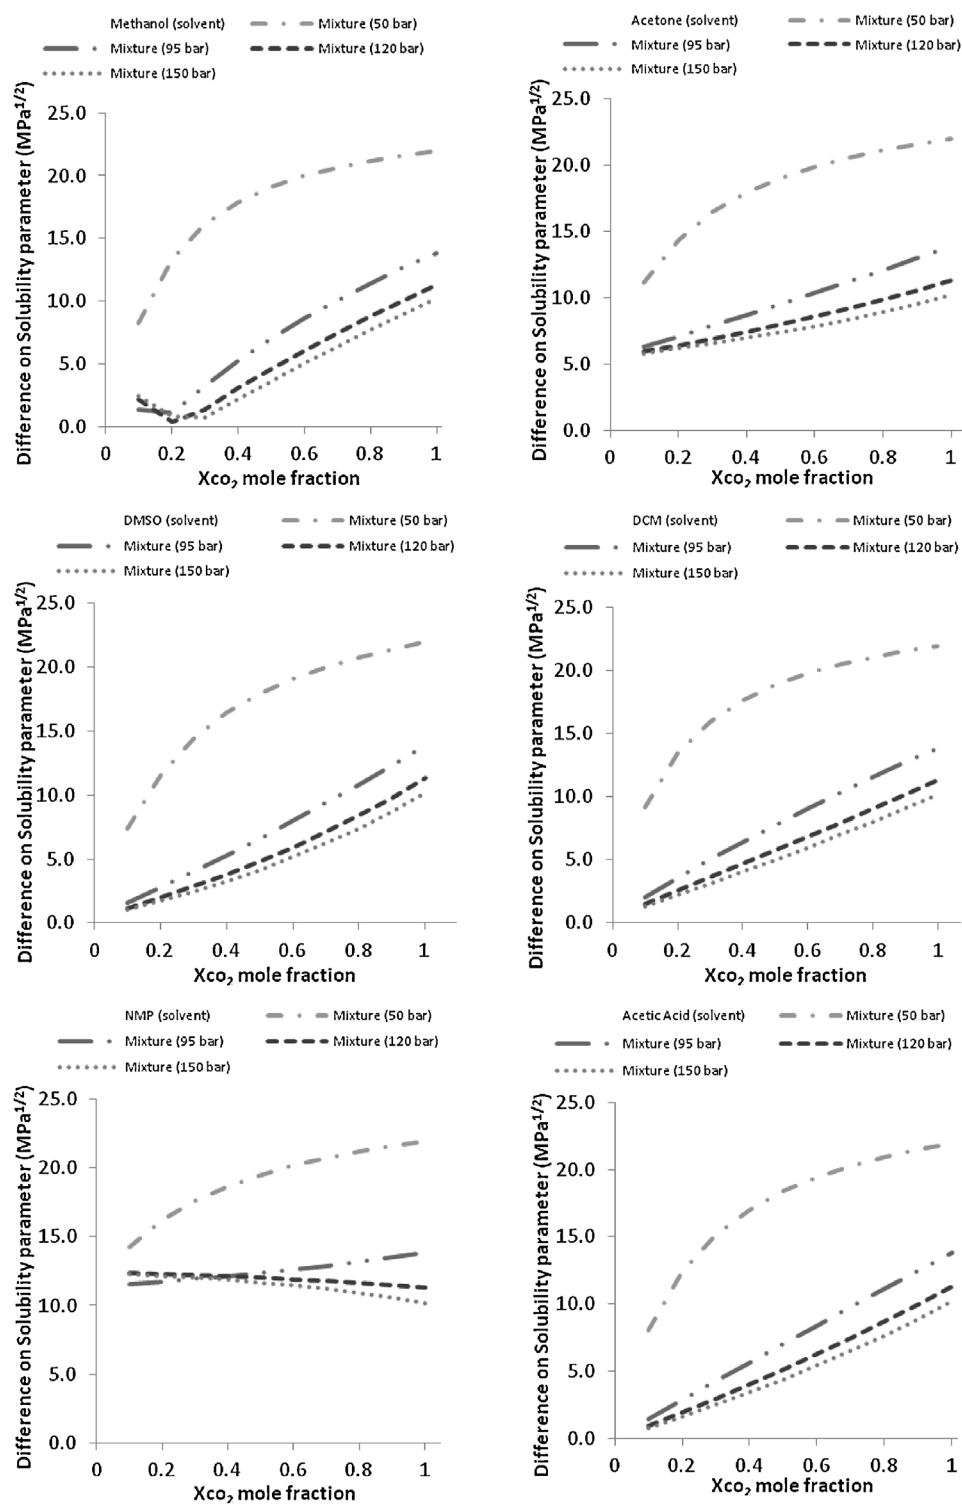 Methanol (solvent) Mixture (50 bar)
Mixture (95 bar) Mixture (120 bar)
Mixture (150 bar)
Difference on Solubility parameter (MPa1/2)
25.0
20.0
15.0
10.0
5.0
0.0
0 0.2 0.4 0.6 0.8 1
Xco2 mole fraction
Acetone (solvent) Mixture (50 bar)
Mixture (95 bar) Mixture (120 bar)
Mixture (150 bar)
Difference on Solubility parameter (MPa1/2)
25.0
20.0
15.0
10.0
5.0
0.0
0 0.2 0.4 0.6 0.8 1
Xco2 mole fraction
DMSO (solvent) Mixture (50 bar)
Mixture (95 bar) Mixture (120 bar)
Mixture (150 bar)
Difference on Solubility parameter (MPa1/2)
25.0
20.0
15.0
10.0
5.0
0.0
0 0.2 0.4 0.6 0.8 1
Xco2 mole fraction
DCM (solvent) Mixture (50 bar)
Mixture (95 bar) Mixture (120 bar)
Mixture (150 bar)
Difference on Solubility parameter (MPa1/2)
25.0
20.0
15.0
10.0
5.0
0.0
0 0.2 0.4 0.6 0.8 1
Xco2 mole fraction
NMP (solvent) Mixture (50 bar)
Mixture (95 bar) Mixture (120 bar)
Mixture (150 bar)
Difference on Solubility parameter (MPa1/2)
25.0
20.0
15.0
10.0
5.0
0.0
0 0.2 0.4 0.6 0.8 1
Xco2 mole fraction
Acetic Acid (solvent) Mixture (50 bar)
Mixture (95 bar) Mixture (120 bar)
Mixture (150 bar)
Difference on Solubility parameter (MPa1/2)
25.0
20.0
15.0
10.0
5.0
0.0
0 0.2 0.4 0.6 0.8 1
Xco2 mole fraction